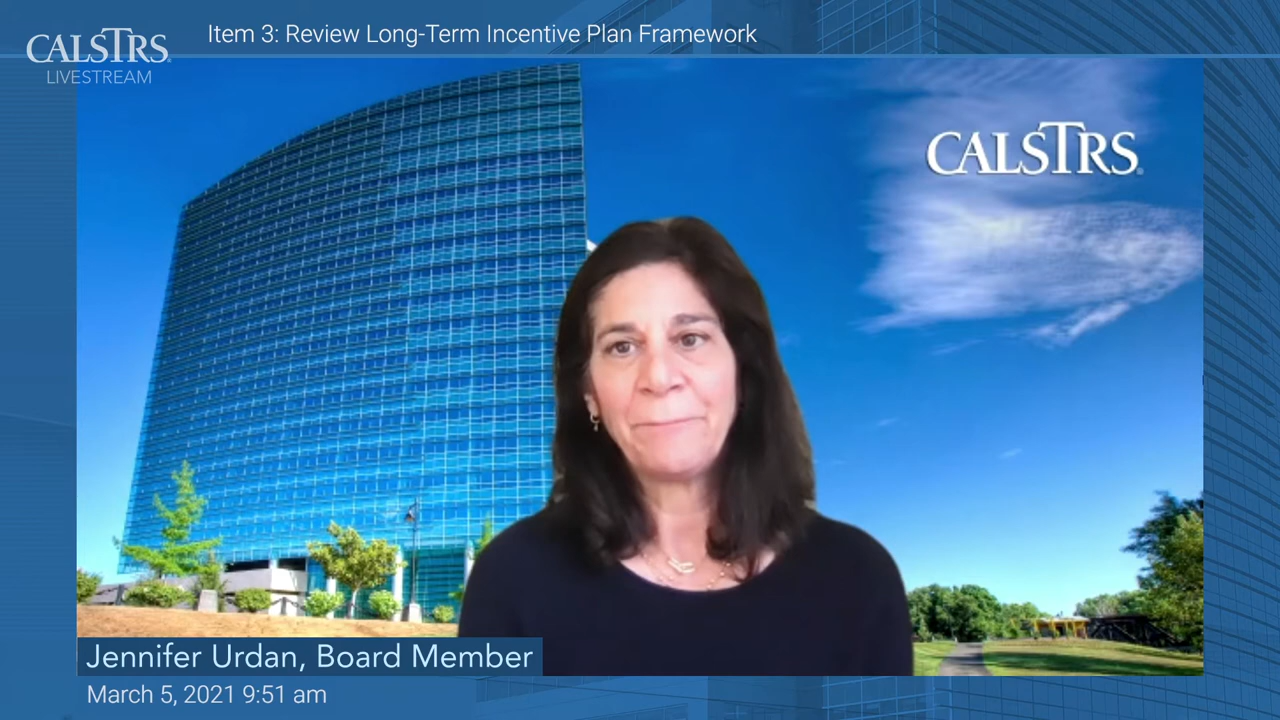 Item 3: Review Long-Term Incentive Plan Framework
CALSTRS®
LIVESTREAM
CALSTRS®
Jennifer Urdan, Board Member
March 5, 2021 9:51 am